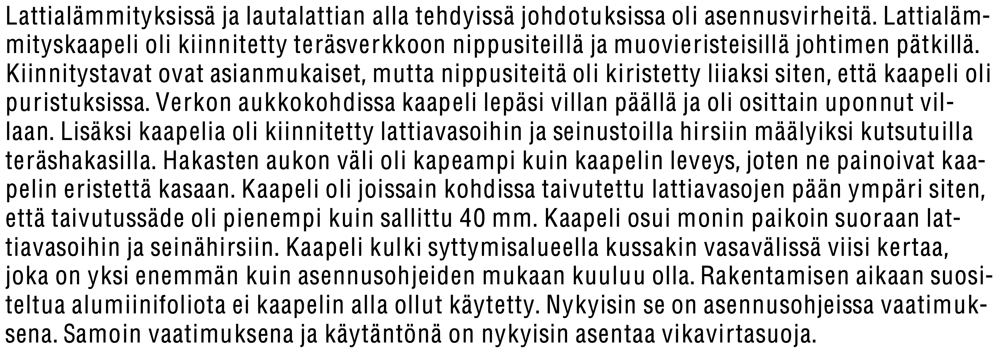 Lattialämmityksissä ja lautalattian alla tehdyissä johdotuksissa oli asennusvirheitä. Lattialäm-
mityskaapeli oli kiinnitetty teräsverkkoon nippusiteillä ja muovieristeisillä johtimen pätkillä.
Kiinnitystavat ovat asianmukaiset, mutta nippusiteitä oli kiristetty liiaksi siten, että kaapeli oli
puristuksissa. Verkon aukkokohdissa kaapeli lepäsi villan päällä ja oli osittain uponnut vil-
laan. Lisäksi kaapelia oli kiinnitetty lattiavasoihin ja seinustoilla hirsiin määlyiksi kutsutuilla
teräshakasilla. Hakasten aukon väli oli kapeampi kuin kaapelin leveys, joten ne painoivat kaa-
pelin eristettä kasaan. Kaapeli oli joissain kohdissa taivutettu lattiavasojen pään ympäri siten,
että taivutussäde oli pienempi kuin sallittu 40 mm. Kaapeli osui monin paikoin suoraan lat-
tiavasoihin ja seinähirsiin. Kaapeli kulki syttymisalueella kussakin vasavälissä viisi kertaa,
joka on yksi enemmän kuin asennusohjeiden mukaan kuuluu olla. Rakentamisen aikaan suosi-
teltua alumiinifoliota ei kaapelin alla ollut käytetty. Nykyisin se on asennusohjeissa vaatimuk-
sena. Samoin vaatimuksena ja käytäntönä on nykyisin asentaa vikavirtasuoja.